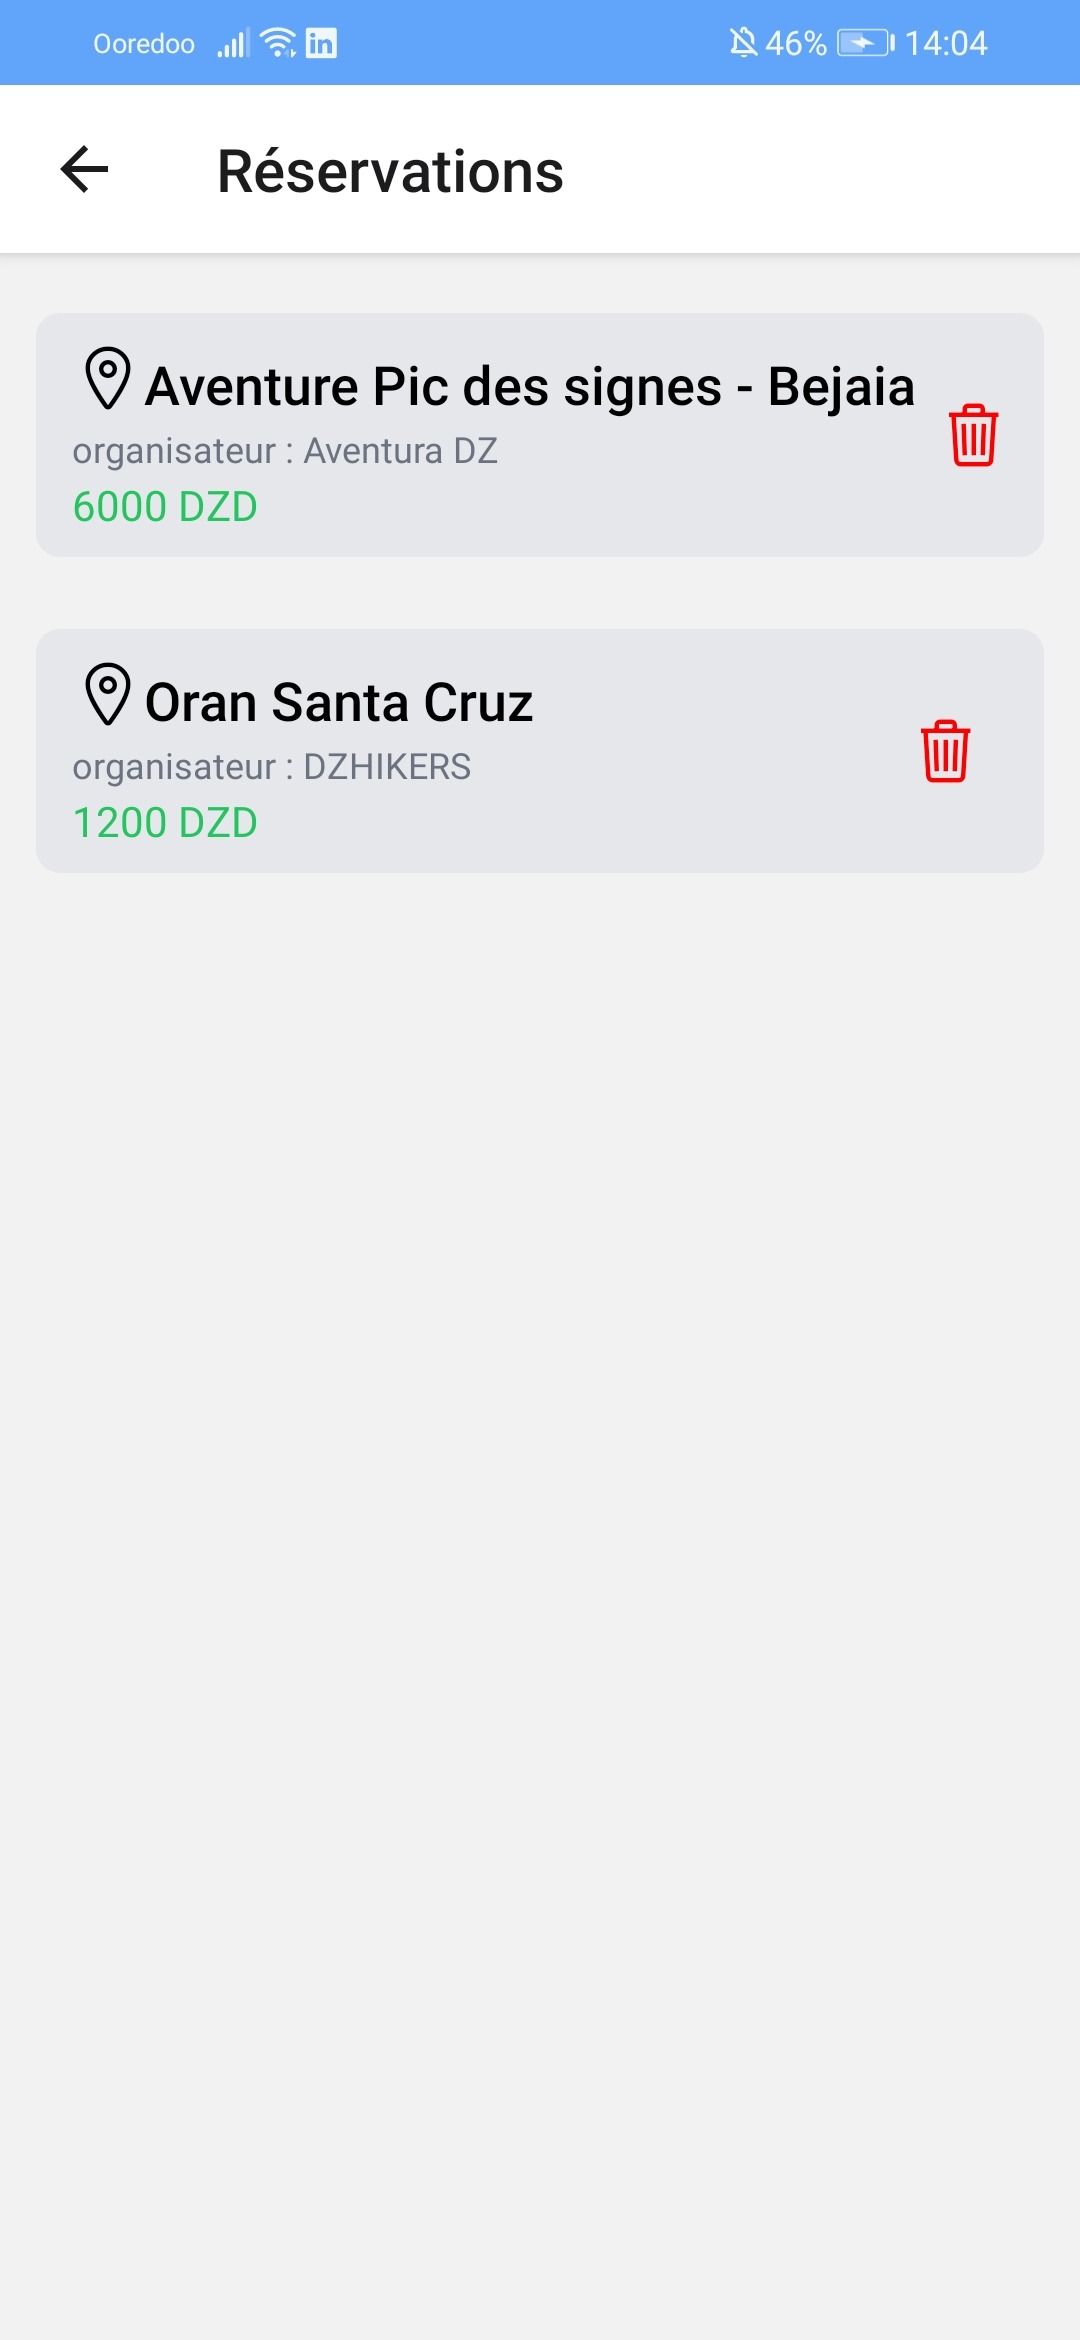 Ooredoo in 46% 14:04
Réservations
Aventure Pic des signes - Bejaia
organisateur : Aventura DZ
6000 DZD
Oran Santa Cruz
organisateur : DZHIKERS
1200 DZD